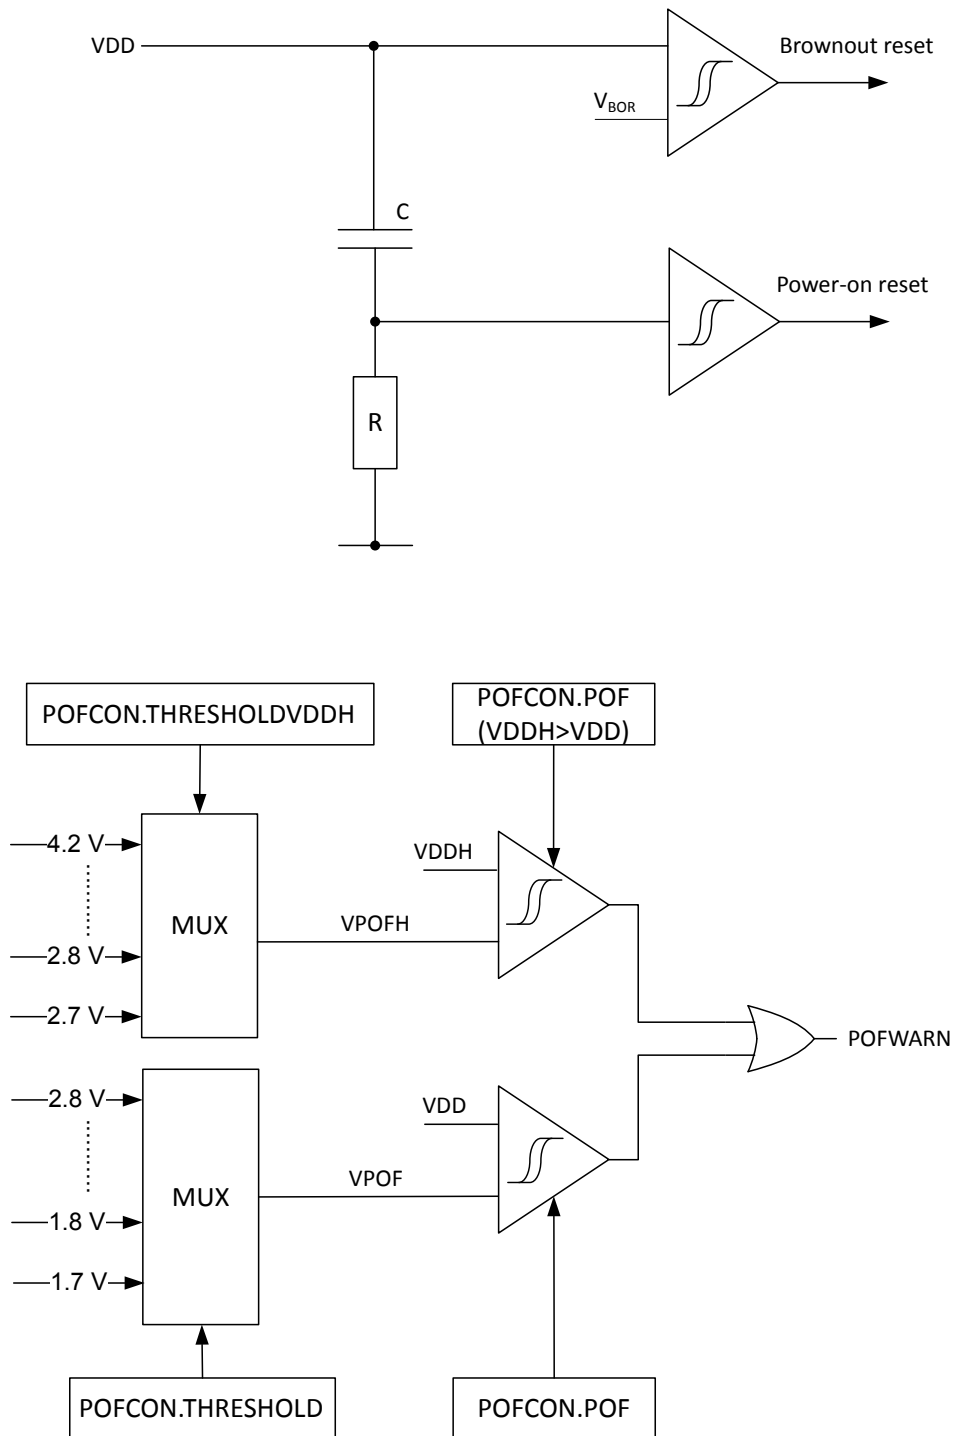 VDD
Brownout reset
VBOR
C
Power-on reset
R
POFCON.THRESHOLDVDDH
POFCON.POF
(VDDH>VDD)
4.2 V
VDDH
MUX
VPOFH
2.8 V
2.7 V
POFWARN
2.8 V
VDD
MUX
VPOF
1.8 V
1.7 V
POFCON.THRESHOLD
POFCON.POF